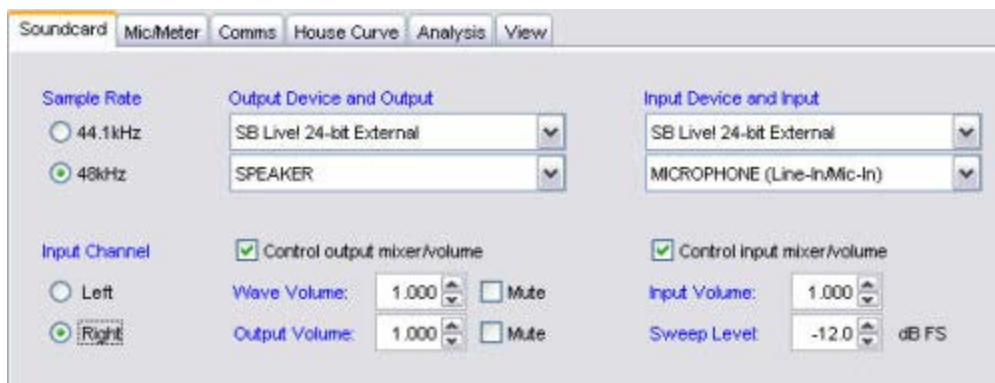 Soundcard Mic/Meter Comms House Curve Analysis View
Sample Rate Output Device and Output Input Device and Input
44.1kHz SB Live! 24-bit External SB Live! 24-bit External
48kHz SPEAKER MICROPHONE (Line-In/Mic-In)
Input Channel Control output mixer/volume Control input mixer/volume
Left Wave Volume: 1.000 Mute Input Volume: 1.000
Right Output Volume: 1.000 Mute Sweep Level: -12.0 dB FS